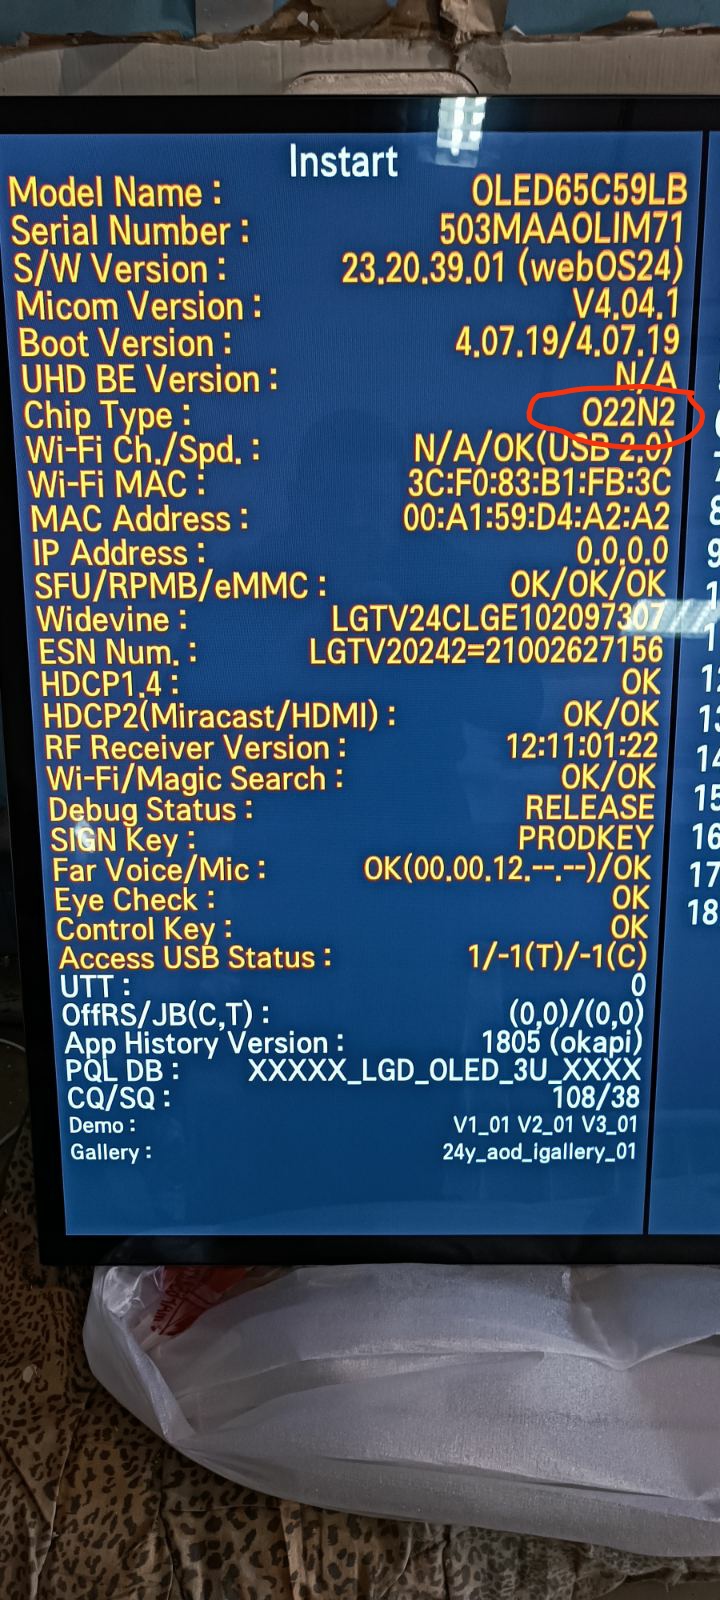 Instart
Model Name : OLED65C59LB
Serial Number : 503MAAOLIM71
S/W Version : 23.20.39.01 (webOS24)
Micom Version : V4.04.1
Boot Version : 4.07.19/4.07.19
UHD BE Version : N/A
Chip Type : O22N2
Wi-Fi Ch./Spd. : N/A/OK(USB 2.0)
Wi-Fi MAC : 3C:F0:83:B1:FB:3C
MAC Address : 00:A1:59:D4:A2:A2
IP Address : 0.0.0.0
SFU/RPMB/eMMC : OK/OK/OK
Widevine : LGTV24CLGE102097307
ESN Num. : LGTV20242=21002627156
HDCP1.4 : OK
HDCP2(Miracast/HDMI) : OK/OK
RF Receiver Version : 12:11:01:22
Wi-Fi/Magic Search : OK/OK
Debug Status : RELEASE
SIGN Key : PRODKEY
Far Voice/Mic : OK(00.00.12.--.--)/OK
Eye Check : OK
Control Key : OK
Access USB Status : 1/-1(T)/-1(C)
UTT : 0
OffRS/JB(C,T) : (0,0)/(0,0)
App History Version : 1805 (okapi)
PQL DB : XXXXX_LGD_OLED_3U_XXXX
CQ/SQ : 108/38
Demo : V1_01 V2_01 V3_01
Gallery : 24y_aod_igallery_01
7
8
9
15
16
17
18